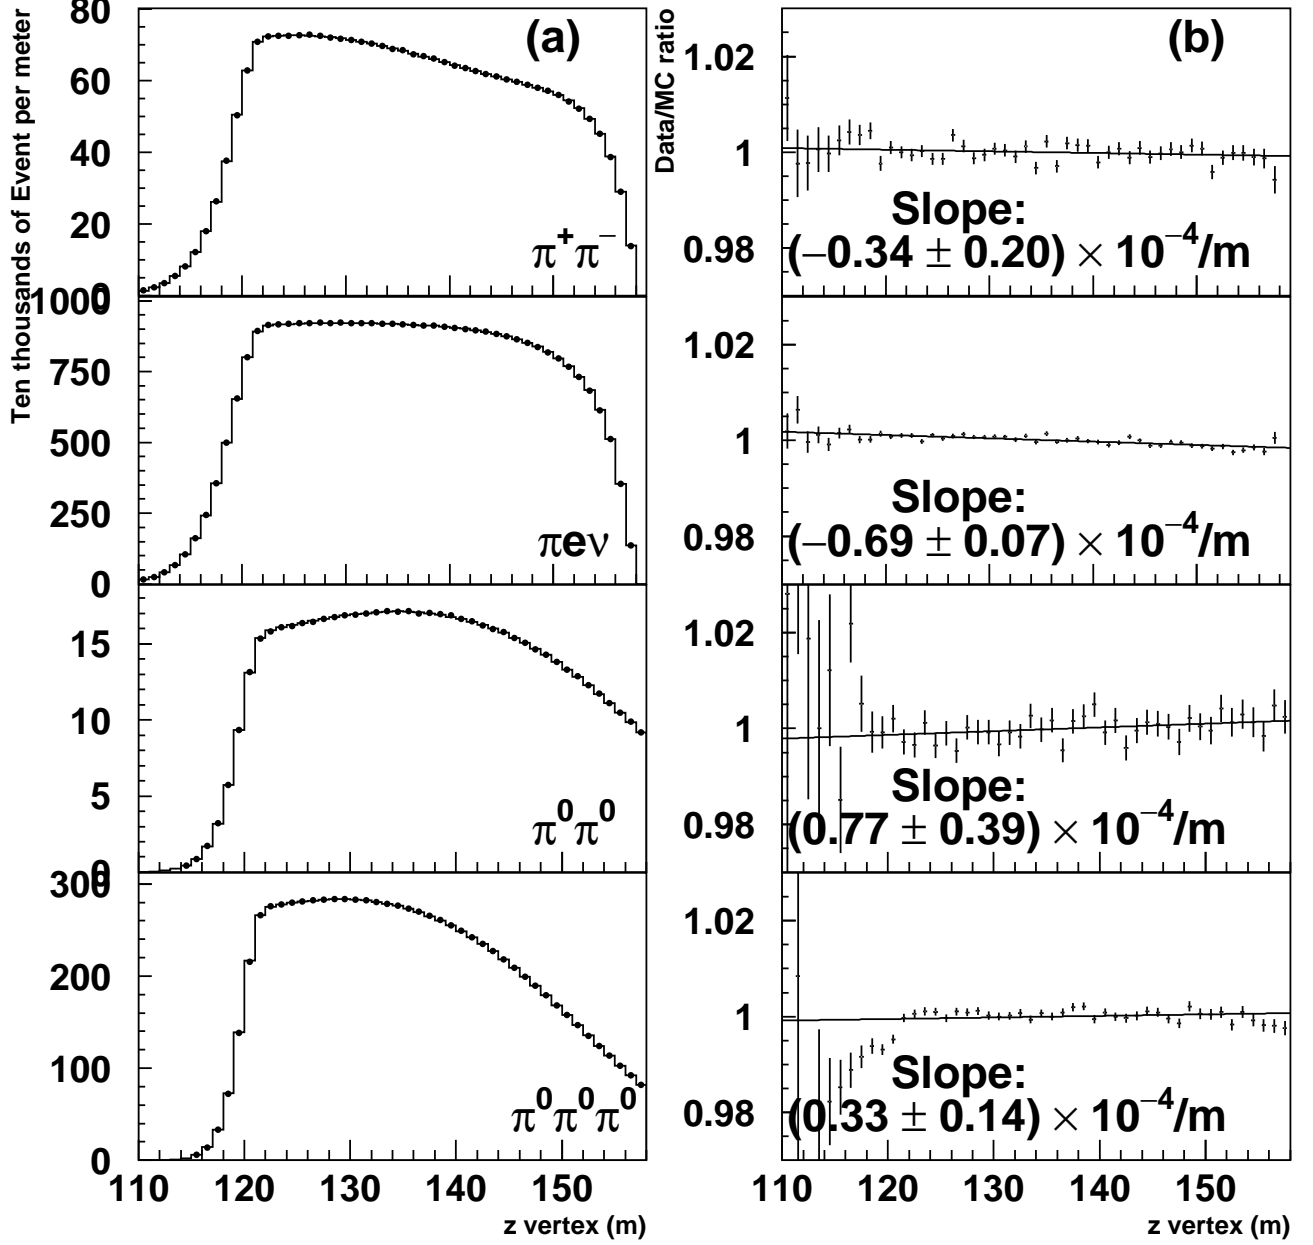 Ten thousands of Event per meter
(a)
80
60
40
20
0
π⁺π⁻
1000
750
500
250
0
πeν
15
10
5
0
π⁰π⁰
300
200
100
0
π⁰π⁰π⁰
110 120 130 140 150
z vertex (m)
Data/MC ratio
(b)
1.02
1
0.98
Slope:
(−0.34 ± 0.20) × 10⁻⁴/m
1.02
1
0.98
Slope:
(−0.69 ± 0.07) × 10⁻⁴/m
1.02
1
0.98
Slope:
(0.77 ± 0.39) × 10⁻⁴/m
1.02
1
0.98
Slope:
(0.33 ± 0.14) × 10⁻⁴/m
110 120 130 140 150
z vertex (m)